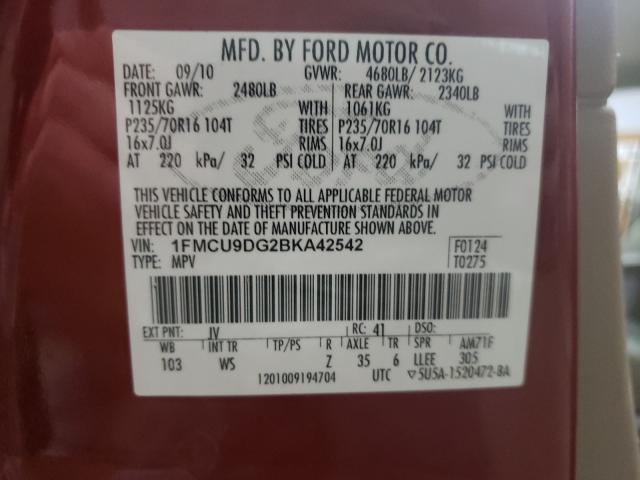 MFD. BY FORD MOTOR CO.
DATE: 09/10 GVWR: 4680LB/2123KG
FRONT GAWR: 2480LB REAR GAWR: 2340LB
1125KG WITH 1061KG WITH
P235/70R16 104T TIRES P235/70R16 104T TIRES
16x7.0J RIMS 16x7.0J RIMS
AT 220 kPa/ 32 PSI COLD AT 220 kPa/ 32 PSI COLD
THIS VEHICLE CONFORMS TO ALL APPLICABLE FEDERAL MOTOR
VEHICLE SAFETY AND THEFT PREVENTION STANDARDS IN
EFFECT ON THE DATE OF MANUFACTURE SHOWN ABOVE.
VIN: 1FMCU9DG2BKA42542 F0124
TYPE: MPV T0275
EXT PNT: JV RC: 41 DSO:
WB INT TR TP/PS R AXLE TR SPR AM71F
103 WS Z 35 6 LLEE 305
1201009194704 UTC ▽5U5A-1520472-BA